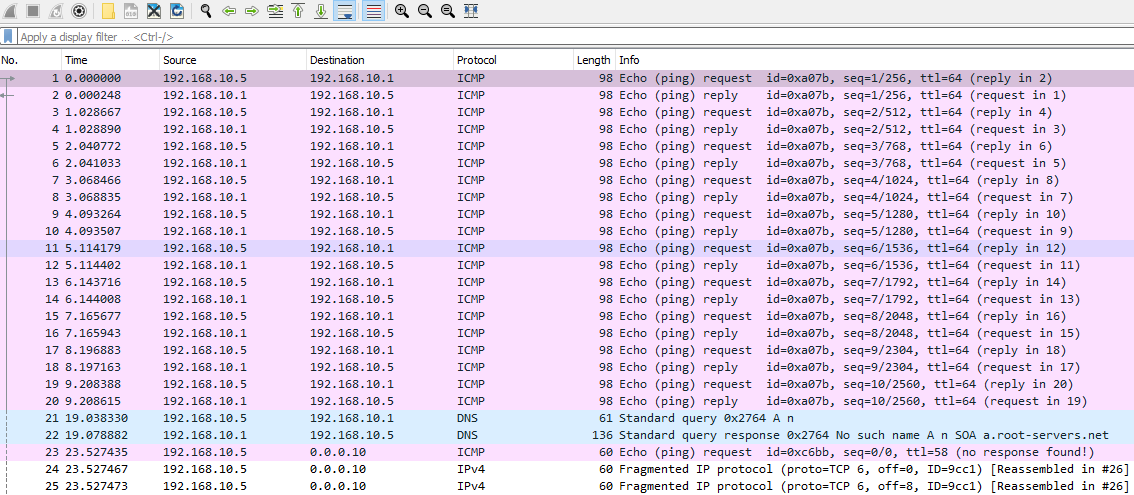 Apply a display filter ... <Ctrl-/>
No. Time Source Destination Protocol Length Info
1 0.000000 192.168.10.5 192.168.10.1 ICMP 98 Echo (ping) request id=0xa07b, seq=1/256, ttl=64 (reply in 2)
2 0.000248 192.168.10.1 192.168.10.5 ICMP 98 Echo (ping) reply id=0xa07b, seq=1/256, ttl=64 (request in 1)
3 1.028667 192.168.10.5 192.168.10.1 ICMP 98 Echo (ping) request id=0xa07b, seq=2/512, ttl=64 (reply in 4)
4 1.028890 192.168.10.1 192.168.10.5 ICMP 98 Echo (ping) reply id=0xa07b, seq=2/512, ttl=64 (request in 3)
5 2.040772 192.168.10.5 192.168.10.1 ICMP 98 Echo (ping) request id=0xa07b, seq=3/768, ttl=64 (reply in 6)
6 2.041033 192.168.10.1 192.168.10.5 ICMP 98 Echo (ping) reply id=0xa07b, seq=3/768, ttl=64 (request in 5)
7 3.068466 192.168.10.5 192.168.10.1 ICMP 98 Echo (ping) request id=0xa07b, seq=4/1024, ttl=64 (reply in 8)
8 3.068835 192.168.10.1 192.168.10.5 ICMP 98 Echo (ping) reply id=0xa07b, seq=4/1024, ttl=64 (request in 7)
9 4.093264 192.168.10.5 192.168.10.1 ICMP 98 Echo (ping) request id=0xa07b, seq=5/1280, ttl=64 (reply in 10)
10 4.093507 192.168.10.1 192.168.10.5 ICMP 98 Echo (ping) reply id=0xa07b, seq=5/1280, ttl=64 (request in 9)
11 5.114179 192.168.10.5 192.168.10.1 ICMP 98 Echo (ping) request id=0xa07b, seq=6/1536, ttl=64 (reply in 12)
12 5.114402 192.168.10.1 192.168.10.5 ICMP 98 Echo (ping) reply id=0xa07b, seq=6/1536, ttl=64 (request in 11)
13 6.143716 192.168.10.5 192.168.10.1 ICMP 98 Echo (ping) request id=0xa07b, seq=7/1792, ttl=64 (reply in 14)
14 6.144008 192.168.10.1 192.168.10.5 ICMP 98 Echo (ping) reply id=0xa07b, seq=7/1792, ttl=64 (request in 13)
15 7.165677 192.168.10.5 192.168.10.1 ICMP 98 Echo (ping) request id=0xa07b, seq=8/2048, ttl=64 (reply in 16)
16 7.165943 192.168.10.1 192.168.10.5 ICMP 98 Echo (ping) reply id=0xa07b, seq=8/2048, ttl=64 (request in 15)
17 8.196883 192.168.10.5 192.168.10.1 ICMP 98 Echo (ping) request id=0xa07b, seq=9/2304, ttl=64 (reply in 18)
18 8.197163 192.168.10.1 192.168.10.5 ICMP 98 Echo (ping) reply id=0xa07b, seq=9/2304, ttl=64 (request in 17)
19 9.208388 192.168.10.5 192.168.10.1 ICMP 98 Echo (ping) request id=0xa07b, seq=10/2560, ttl=64 (reply in 20)
20 9.208615 192.168.10.1 192.168.10.5 ICMP 98 Echo (ping) reply id=0xa07b, seq=10/2560, ttl=64 (request in 19)
21 19.038330 192.168.10.5 192.168.10.1 DNS 61 Standard query 0x2764 A n
22 19.078882 192.168.10.1 192.168.10.5 DNS 136 Standard query response 0x2764 No such name A n SOA a.root-servers.net
23 23.527435 192.168.10.5 0.0.0.10 ICMP 60 Echo (ping) request id=0xc6bb, seq=0/0, ttl=58 (no response found!)
24 23.527467 192.168.10.5 0.0.0.10 IPv4 60 Fragmented IP protocol (proto=TCP 6, off=0, ID=9cc1) [Reassembled in #26]
25 23.527473 192.168.10.5 0.0.0.10 IPv4 60 Fragmented IP protocol (proto=TCP 6, off=8, ID=9cc1) [Reassembled in #26]